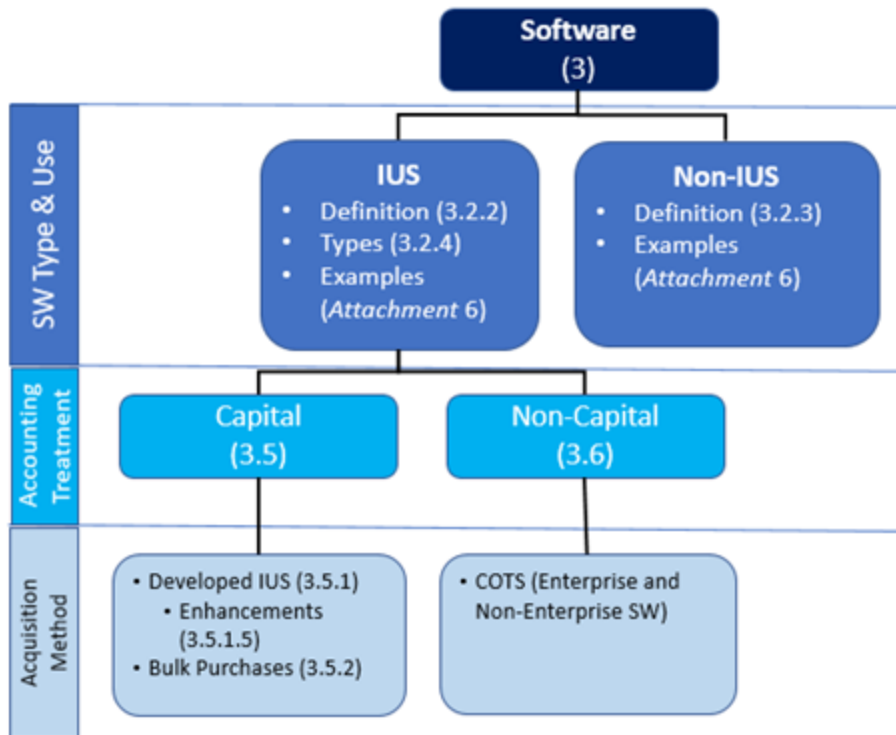 Software
(3)
SW Type & Use
IUS
• Definition (3.2.2)
• Types (3.2.4)
• Examples
(Attachment 6)
Non-IUS
• Definition (3.2.3)
• Examples
(Attachment 6)
Accounting
Treatment
Capital
(3.5)
Non-Capital
(3.6)
Acquisition
Method
• Developed IUS (3.5.1)
• Enhancements
(3.5.1.5)
• Bulk Purchases (3.5.2)
• COTS (Enterprise and
Non-Enterprise SW)